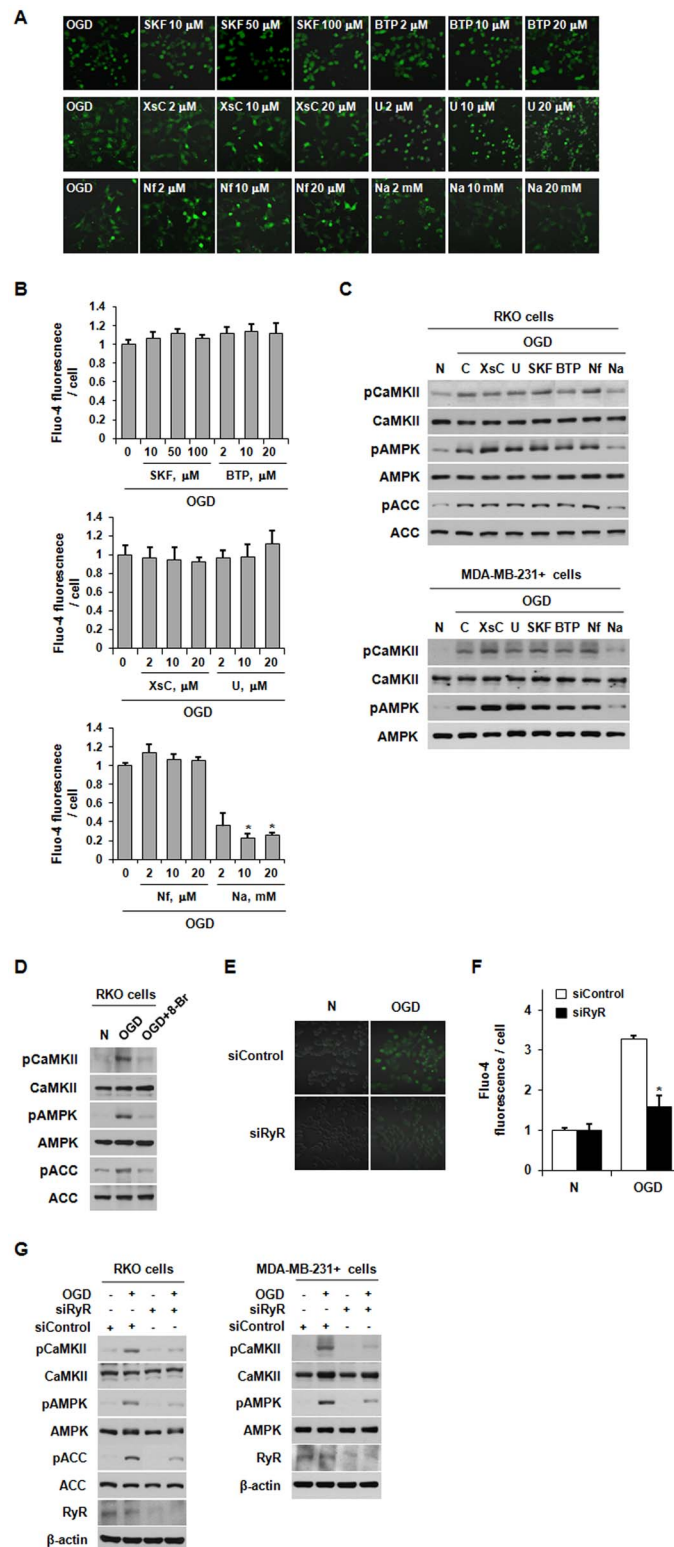 A
OGD SKF 10 µM SKF 50 µM SKF 100 µM BTP 2 µM BTP 10 µM BTP 20 µM
OGD XsC 2 µM XsC 10 µM XsC 20 µM U 2 µM U 10 µM U 20 µM
OGD Nf 2 µM Nf 10 µM Nf 20 µM Na 2 mM Na 10 mM Na 20 mM
B
Fluo-4 fluorescnece
/ cell
1.4
1.2
1
0.8
0.6
0.4
0.2
0
0 10 50 100 2 10 20
SKF, µM BTP, µM
OGD
Fluo-4 fluorescnece
/ cell
1.4
1.2
1
0.8
0.6
0.4
0.2
0
0 2 10 20 2 10 20
XsC, µM U, µM
OGD
Fluo-4 fluorescnece
/ cell
1.4
1.2
1
0.8
0.6
0.4
0.2
0
* *
0 2 10 20 2 10 20
Nf, µM Na, mM
OGD
C
RKO cells
OGD
N C XsC U SKF BTP Nf Na
pCaMKII
CaMKII
pAMPK
AMPK
pACC
ACC
MDA-MB-231+ cells
OGD
N C XsC U SKF BTP Nf Na
pCaMKII
CaMKII
pAMPK
AMPK
D
RKO cells
N OGD OGD+8-Br
pCaMKII
CaMKII
pAMPK
AMPK
pACC
ACC
E
N OGD
siControl
siRyR
F
siControl
siRyR
Fluo-4
fluorescence / cell
4
3
2
1
0
*
N OGD
G
RKO cells
OGD - + - +
siRyR - - + +
siControl + + - -
pCaMKII
CaMKII
pAMPK
AMPK
pACC
ACC
RyR
β-actin
MDA-MB-231+ cells
OGD - + - +
siRyR - - + +
siControl + + - -
pCaMKII
CaMKII
pAMPK
AMPK
RyR
β-actin